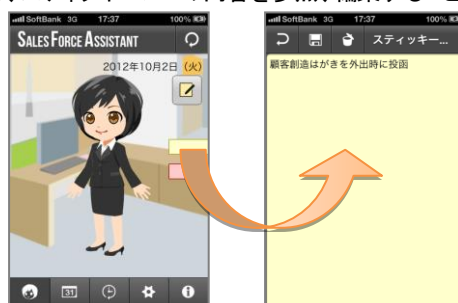 SoftBank 3G 17:37 100%
SALES FORCE ASSISTANT
2012年10月2日 (火)
31
SoftBank 3G 17:37 100%
スティッキー...
顧客創造はがきを外出時に投函